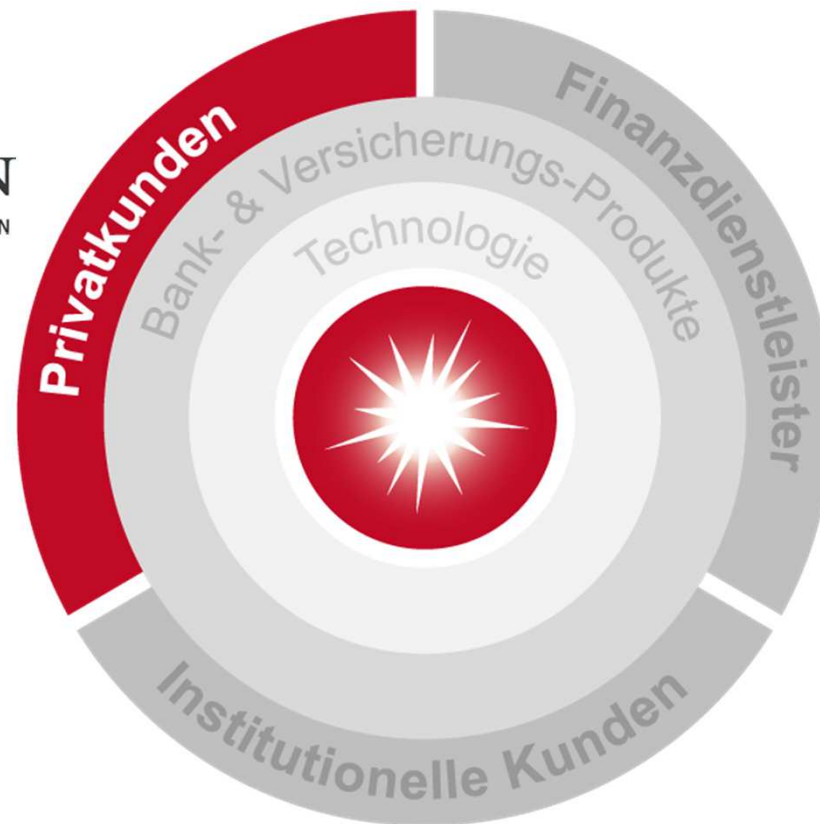 Privatkunden
Finanzdienstleister
Bank- & Versicherungs-Produkte
Technologie
Institutionelle Kunden